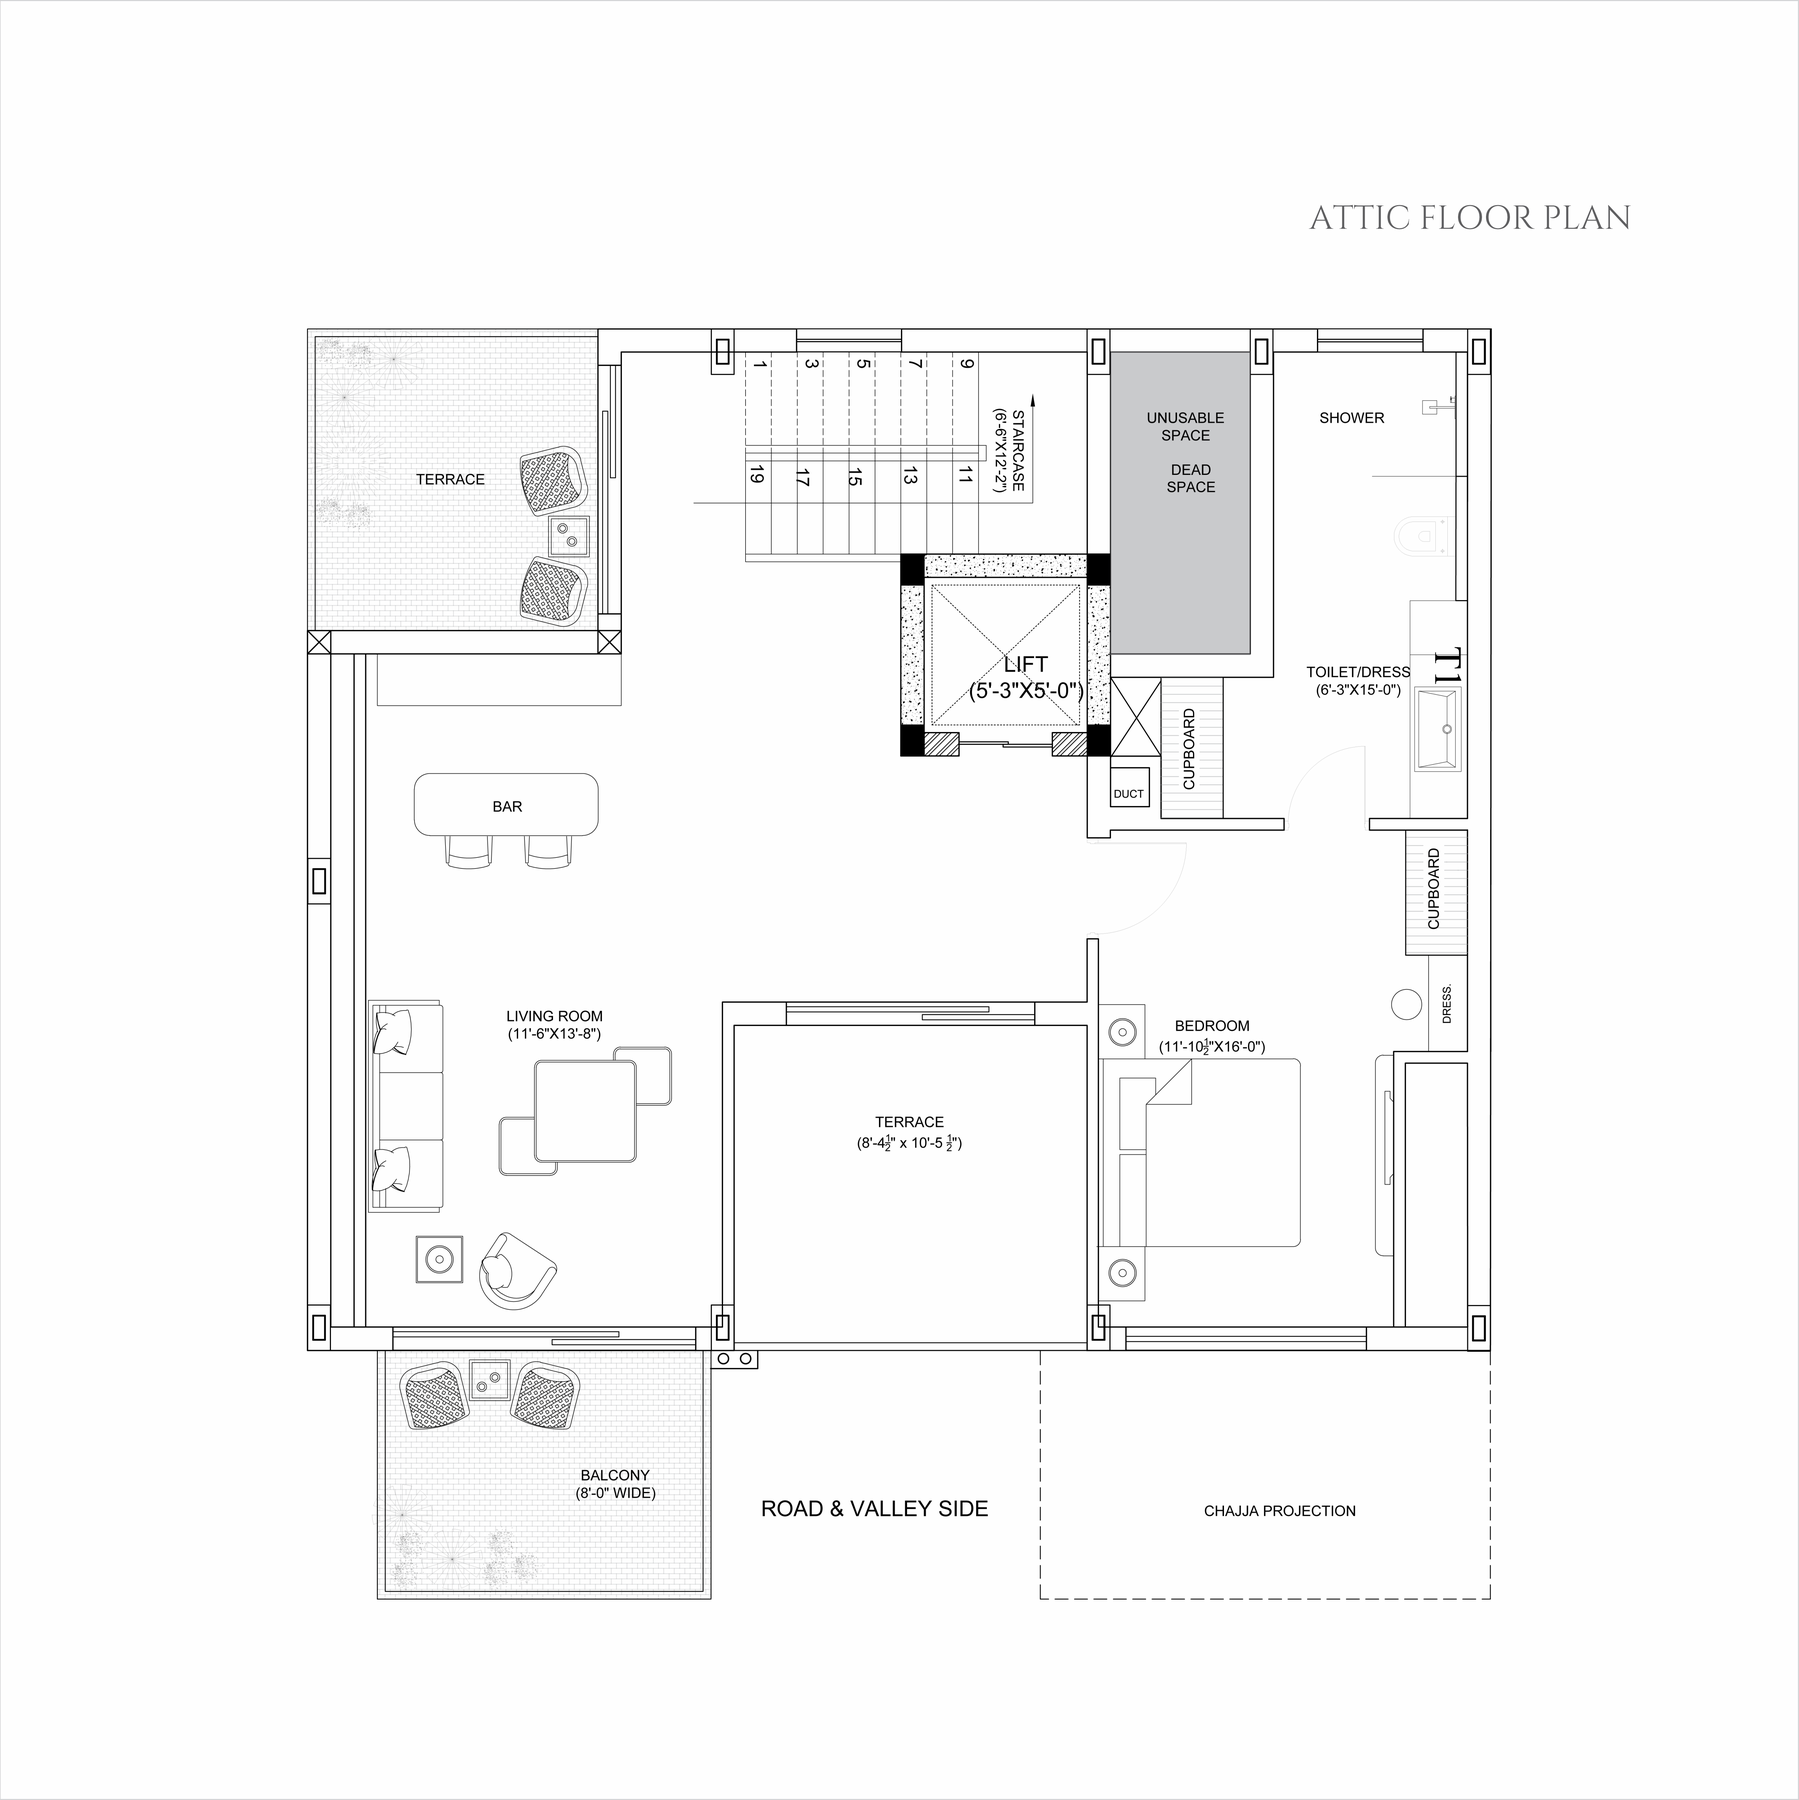 ATTIC FLOOR PLAN
1
3
5
7
9
STAIRCASE
(6'-6"X12'-2")
19
17
15
13
11
UNUSABLE
SPACE
DEAD
SPACE
SHOWER
TERRACE
LIFT
(5'-3"X5'-0")
T1
TOILET/DRESS
(6'-3"X15'-0")
CUPBOARD
DUCT
BAR
CUPBOARD
DRESS.
LIVING ROOM
(11'-6"X13'-8")
BEDROOM
(11'-10½"X16'-0")
TERRACE
(8'-4½" x 10'-5 ½")
BALCONY
(8'-0" WIDE)
ROAD & VALLEY SIDE
CHAJJA PROJECTION